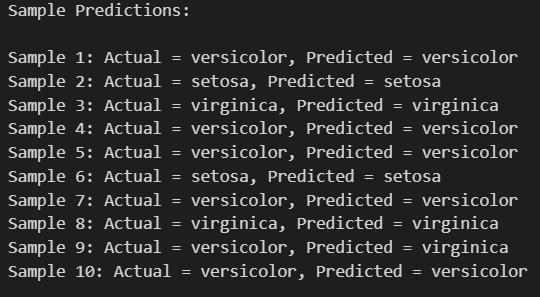 Sample Predictions:
Sample 1: Actual = versicolor, Predicted = versicolor
Sample 2: Actual = setosa, Predicted = setosa
Sample 3: Actual = virginica, Predicted = virginica
Sample 4: Actual = versicolor, Predicted = versicolor
Sample 5: Actual = versicolor, Predicted = versicolor
Sample 6: Actual = setosa, Predicted = setosa
Sample 7: Actual = versicolor, Predicted = versicolor
Sample 8: Actual = virginica, Predicted = virginica
Sample 9: Actual = versicolor, Predicted = virginica
Sample 10: Actual = versicolor, Predicted = versicolor